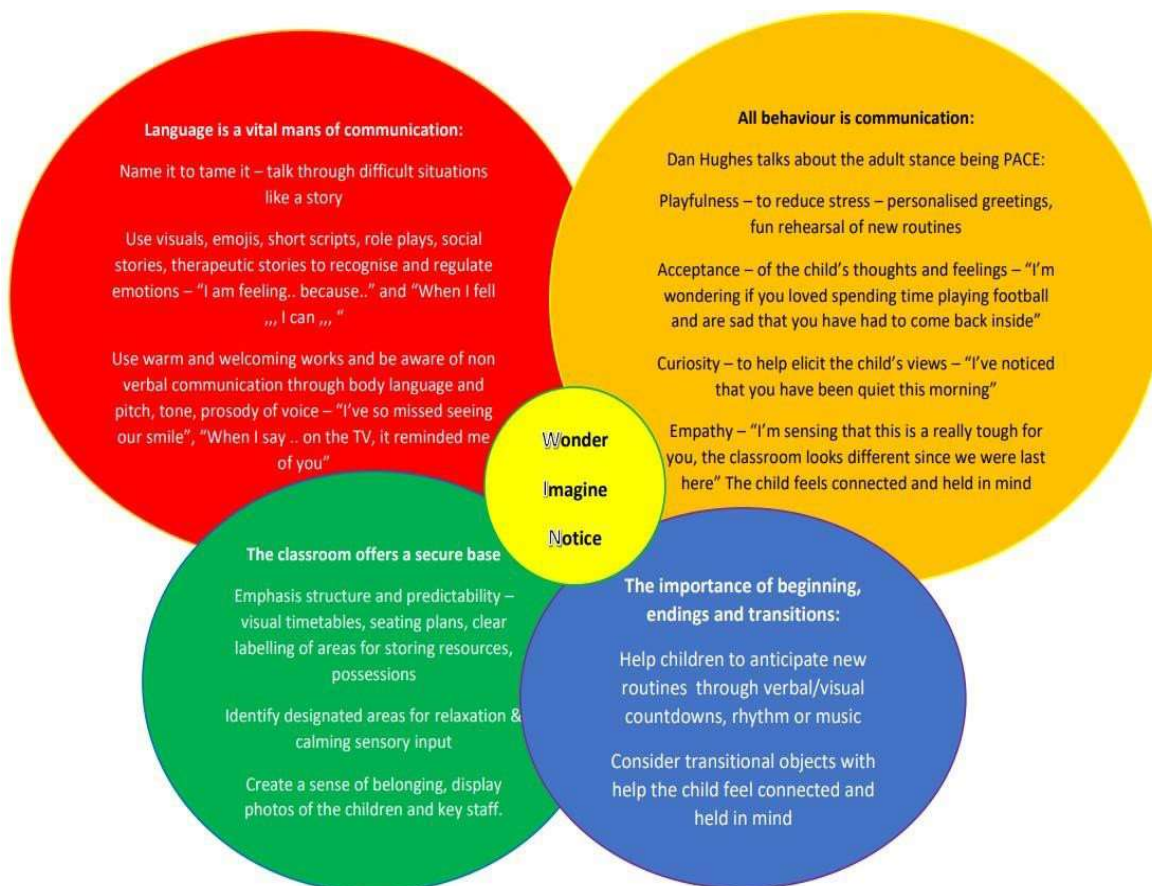 Language is a vital mans of communication:
Name it to tame it – talk through difficult situations
like a story
Use visuals, emojis, short scripts, role plays, social
stories, therapeutic stories to recognise and regulate
emotions – “I am feeling.. because..” and “When I fell
,,, I can ,,, “
Use warm and welcoming works and be aware of non
verbal communication through body language and
pitch, tone, prosody of voice – “I’ve so missed seeing
our smile”, “When I say .. on the TV, it reminded me
of you”
All behaviour is communication:
Dan Hughes talks about the adult stance being PACE:
Playfulness – to reduce stress – personalised greetings,
fun rehearsal of new routines
Acceptance – of the child’s thoughts and feelings – “I’m
wondering if you loved spending time playing football
and are sad that you have had to come back inside”
Curiosity – to help elicit the child’s views – “I’ve noticed
that you have been quiet this morning”
Empathy – “I’m sensing that this is a really tough for
you, the classroom looks different since we were last
here” The child feels connected and held in mind
Wonder
Imagine
Notice
The classroom offers a secure base
Emphasis structure and predictability –
visual timetables, seating plans, clear
labelling of areas for storing resources,
possessions
Identify designated areas for relaxation &
calming sensory input
Create a sense of belonging, display
photos of the children and key staff.
The importance of beginning,
endings and transitions:
Help children to anticipate new
routines through verbal/visual
countdowns, rhythm or music
Consider transitional objects with
help the child feel connected and
held in mind